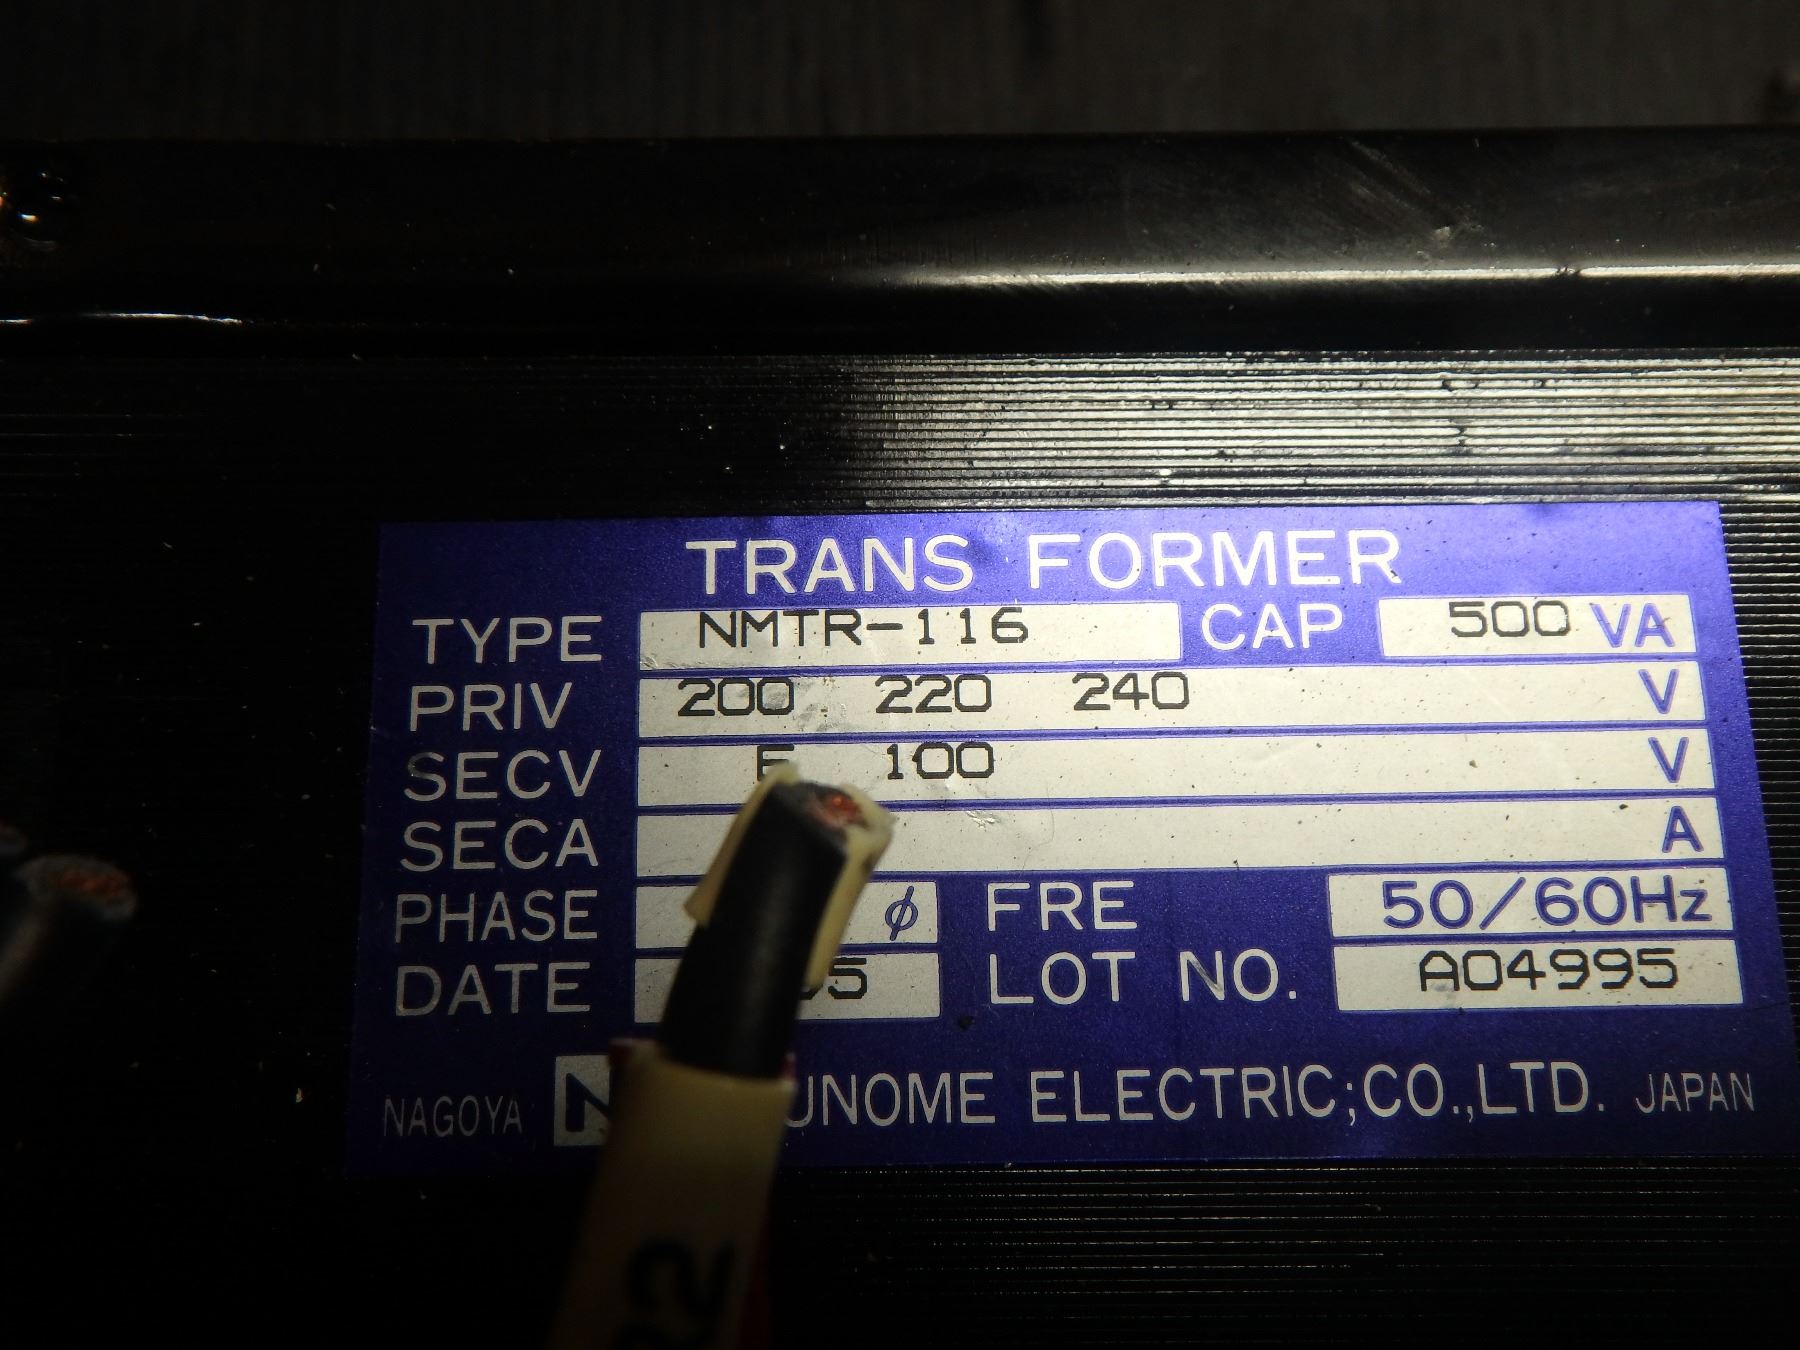 TRANS FORMER
TYPE NMTR-116 CAP 500 VA
PRIV 200 220 240 V
SECV E 100 V
SECA A
PHASE ϕ FRE 50/60Hz
DATE LOT NO. A04995
NAGOYA ELECTRIC;CO.,LTD. JAPAN